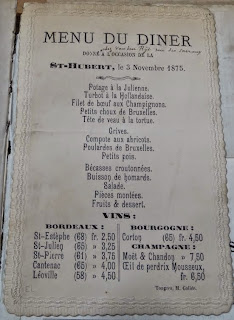 MENU DU DINER
DONNÉ A L'OCCASION DE LA
ST-HUBERT, le 3 Novembre 1875.
Potage à la Julienne.
Turbot à la Hollandaise.
Filet de bœuf aux Champignons.
Petits choux de Bruxelles.
Tête de veau à la tortue.
Grives.
Compote aux abricots.
Poulardes de Bruxelles.
Petits pois.
Bécasses croutonnées.
Buisson de homards.
Salade.
Pièces montées.
Fruits & dessert.
VINS:
BORDEAUX:
St-Estèphe (69) fr. 2,50
St-Julien (65) » 3,25
St-Pierre (61) » 3,75
Cantenac (65) » 4,00
Léoville (58) » 4,50
BOURGOGNE:
Corton (65) fr. 4,50
CHAMPAGNE:
Moët & Chandon » 7,50
Œil de perdrix Mousseux,
fr. 6,50
Tongres, M. Collée.